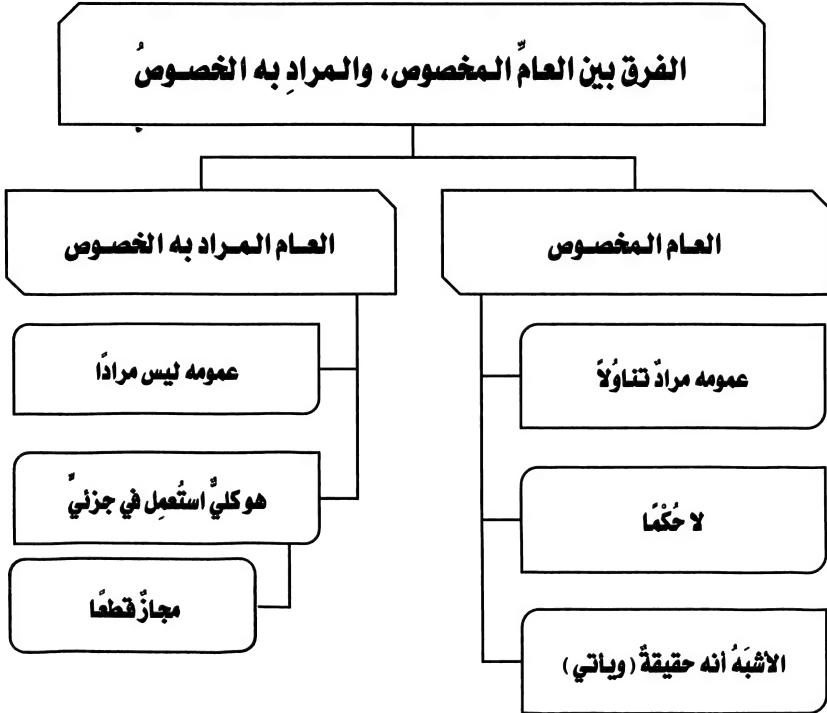 الفرق بين العامِّ المخصوص، والمرادِ به الخصوصُ
العام المخصوص
عمومه مرادٌ تناوُلاً
لا حُكْمًا
الأشبَهُ أنه حقيقةٌ (ويأتي)
العام المراد به الخصوص
عمومه ليس مرادًا
هو كليٌّ استُعمِل في جزئيٍّ
مجازٌ قطعًا